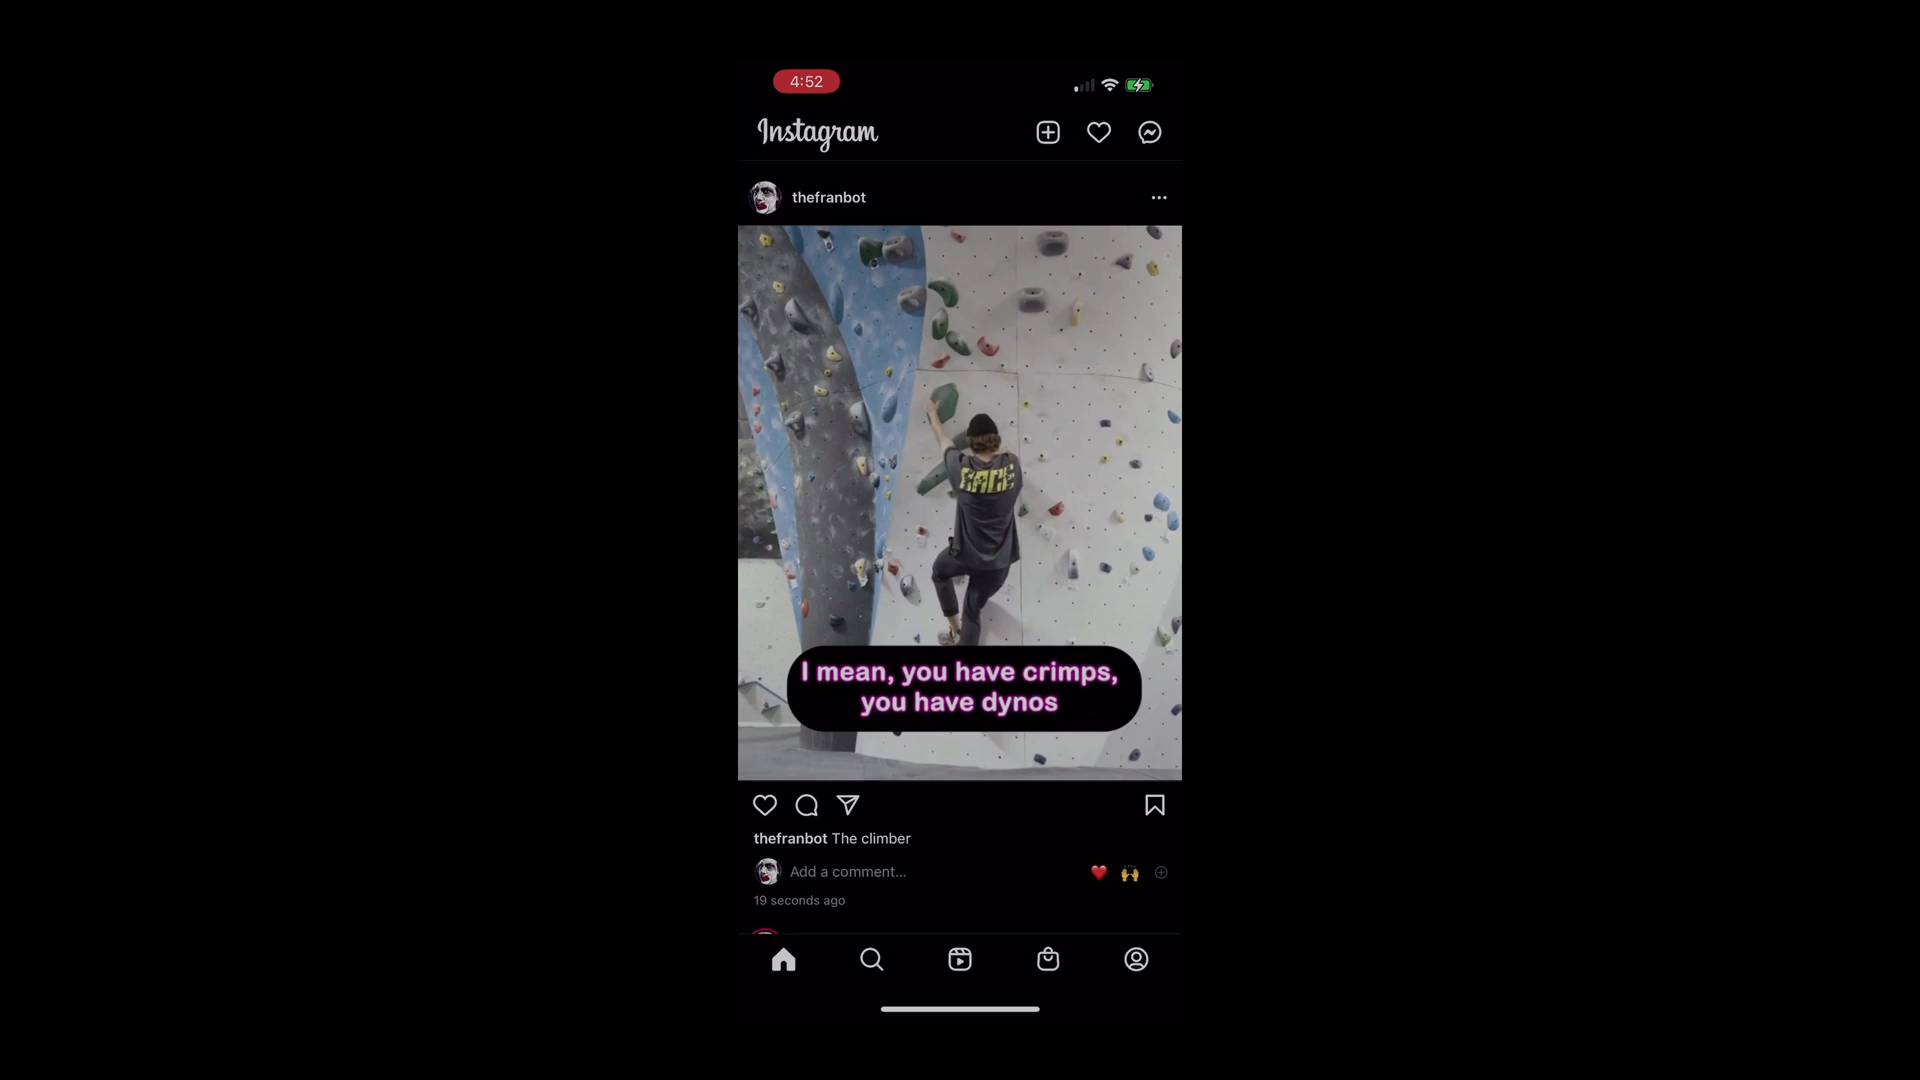 4:52
Instagram
thefranbot
RACE
I mean, you have crimps,
you have dynos
thefranbot The climber
Add a comment...
19 seconds ago